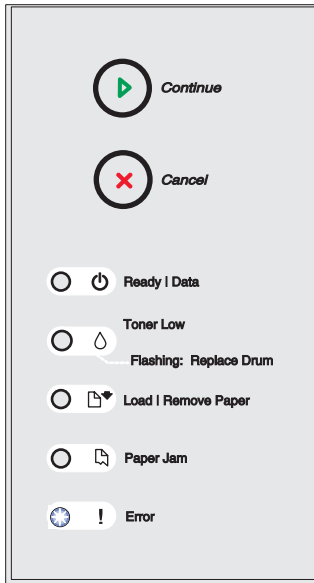 Continue
Cancel
Ready | Data
Toner Low
Flashing: Replace Drum
Load | Remove Paper
Paper Jam
! Error